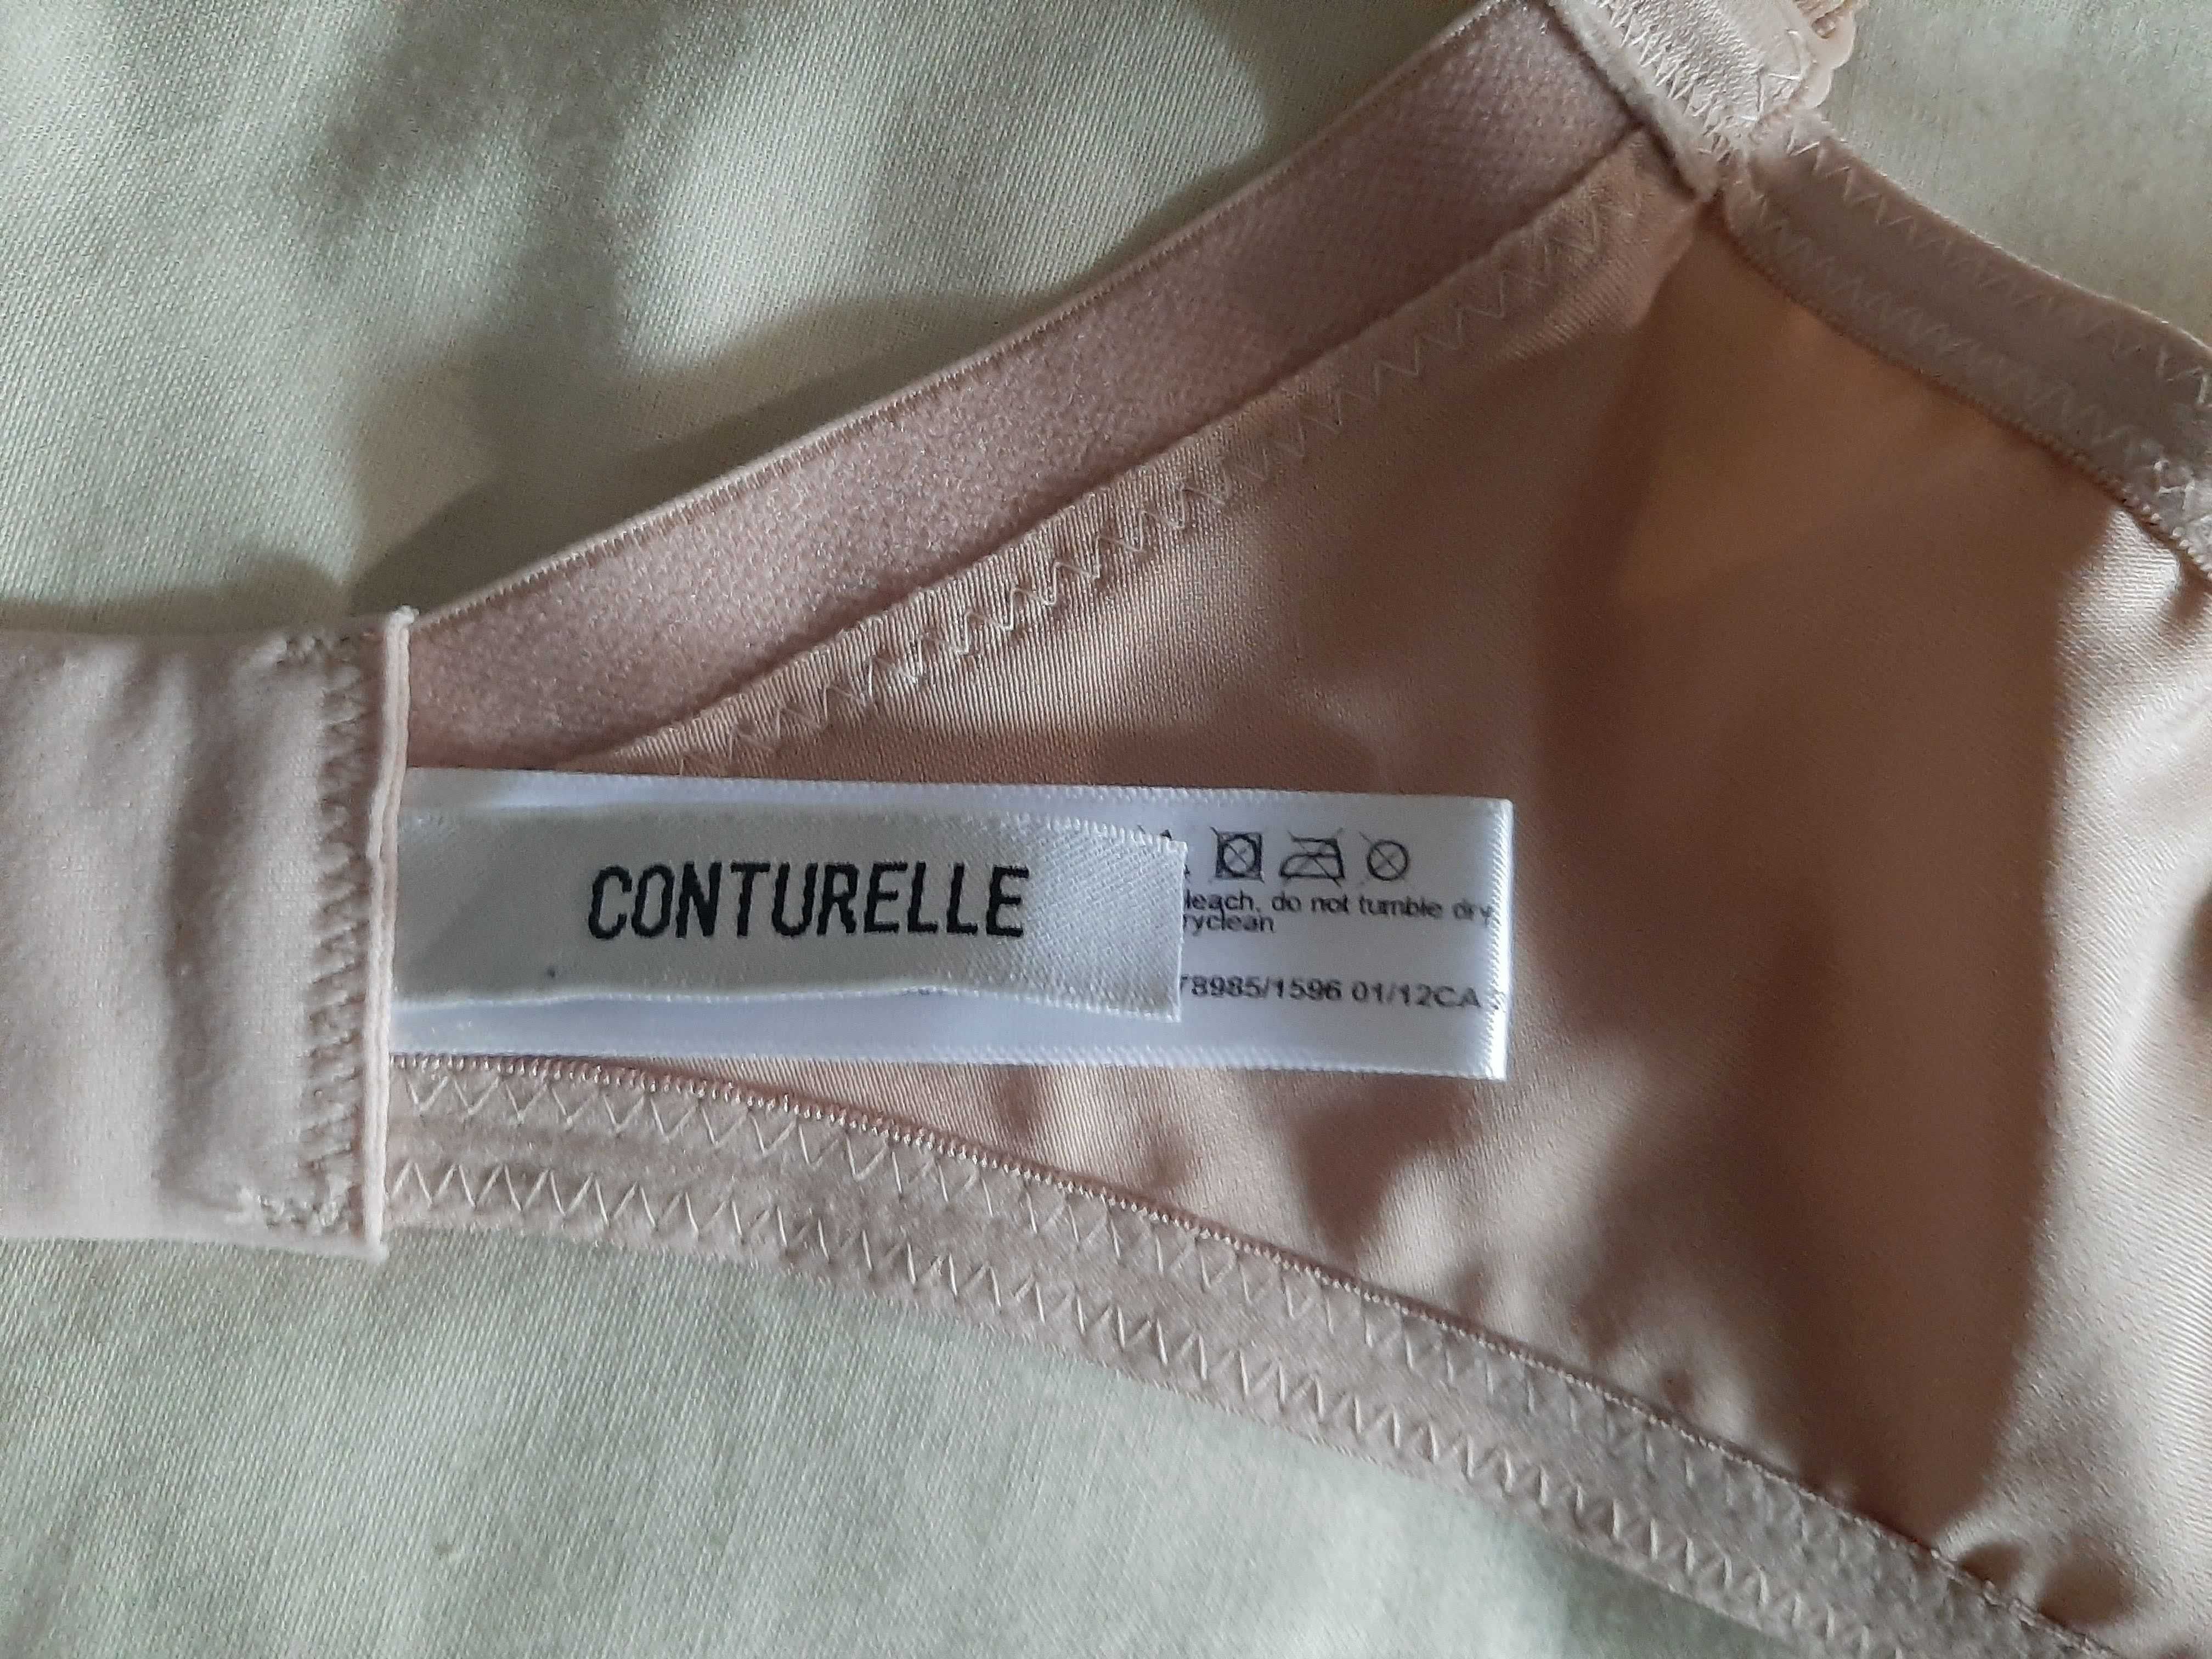 CONTURELLE
leach, do not tumble dry
ryclean
78985/1596 01/12CA